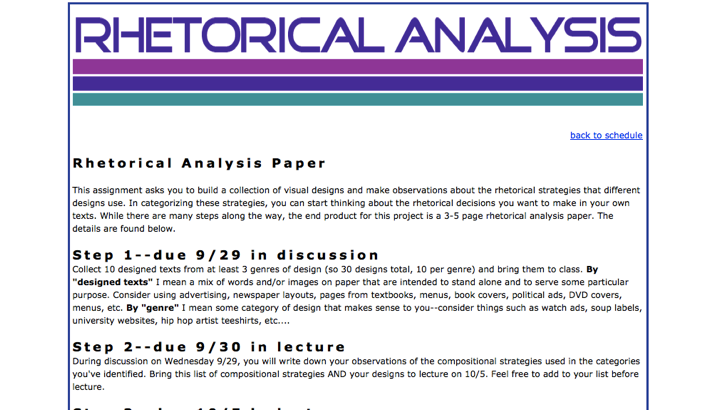 RHETORICAL ANALYSIS
back to schedule
Rhetorical Analysis Paper
This assignment asks you to build a collection of visual designs and make observations about the rhetorical strategies that different
designs use. In categorizing these strategies, you can start thinking about the rhetorical decisions you want to make in your own
texts. While there are many steps along the way, the end product for this project is a 3-5 page rhetorical analysis paper. The
details are found below.
Step 1--due 9/29 in discussion
Collect 10 designed texts from at least 3 genres of design (so 30 designs total, 10 per genre) and bring them to class. By
"designed texts" I mean a mix of words and/or images on paper that are intended to stand alone and to serve some particular
purpose. Consider using advertising, newspaper layouts, pages from textbooks, menus, book covers, political ads, DVD covers,
menus, etc. By "genre" I mean some category of design that makes sense to you--consider things such as watch ads, soup labels,
university websites, hip hop artist teeshirts, etc....
Step 2--due 9/30 in lecture
During discussion on Wednesday 9/29, you will write down your observations of the compositional strategies used in the categories
you've identified. Bring this list of compositional strategies AND your designs to lecture on 10/5. Feel free to add to your list before
lecture.